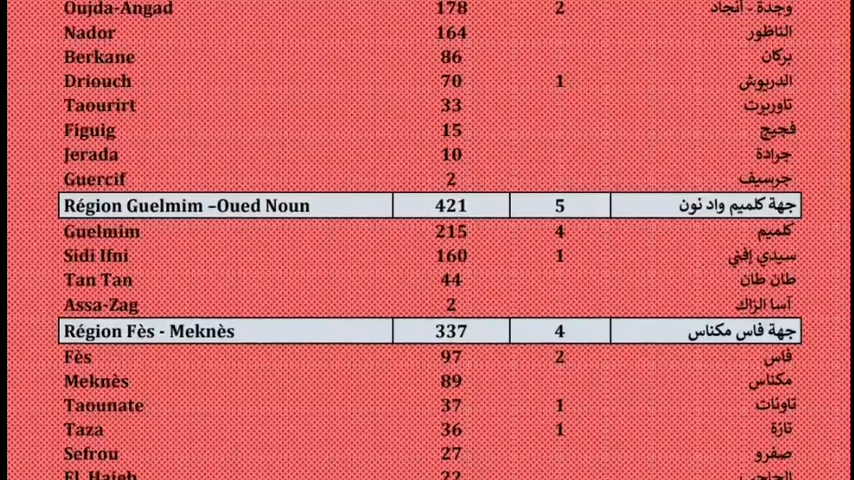 Oujda-Angad 178 2 وجدة - أنجاد
Nador 164 الناظور
Berkane 86 بركان
Driouch 70 1 الدريوش
Taourirt 33 تاوريرت
Figuig 15 فجيج
Jerada 10 جرادة
Guercif 2 جرسيف
Région Guelmim –Oued Noun 421 5 جهة كلميم واد نون
Guelmim 215 4 كلميم
Sidi Ifni 160 1 سيدي إفني
Tan Tan 44 طان طان
Assa-Zag 2 آسا الزاك
Région Fès - Meknès 337 4 جهة فاس مكناس
Fès 97 2 فاس
Meknès 89 مكناس
Taounate 37 1 تاونات
Taza 36 1 تازة
Sefrou 27 صفرو
El Hajeb 22 الحاجب